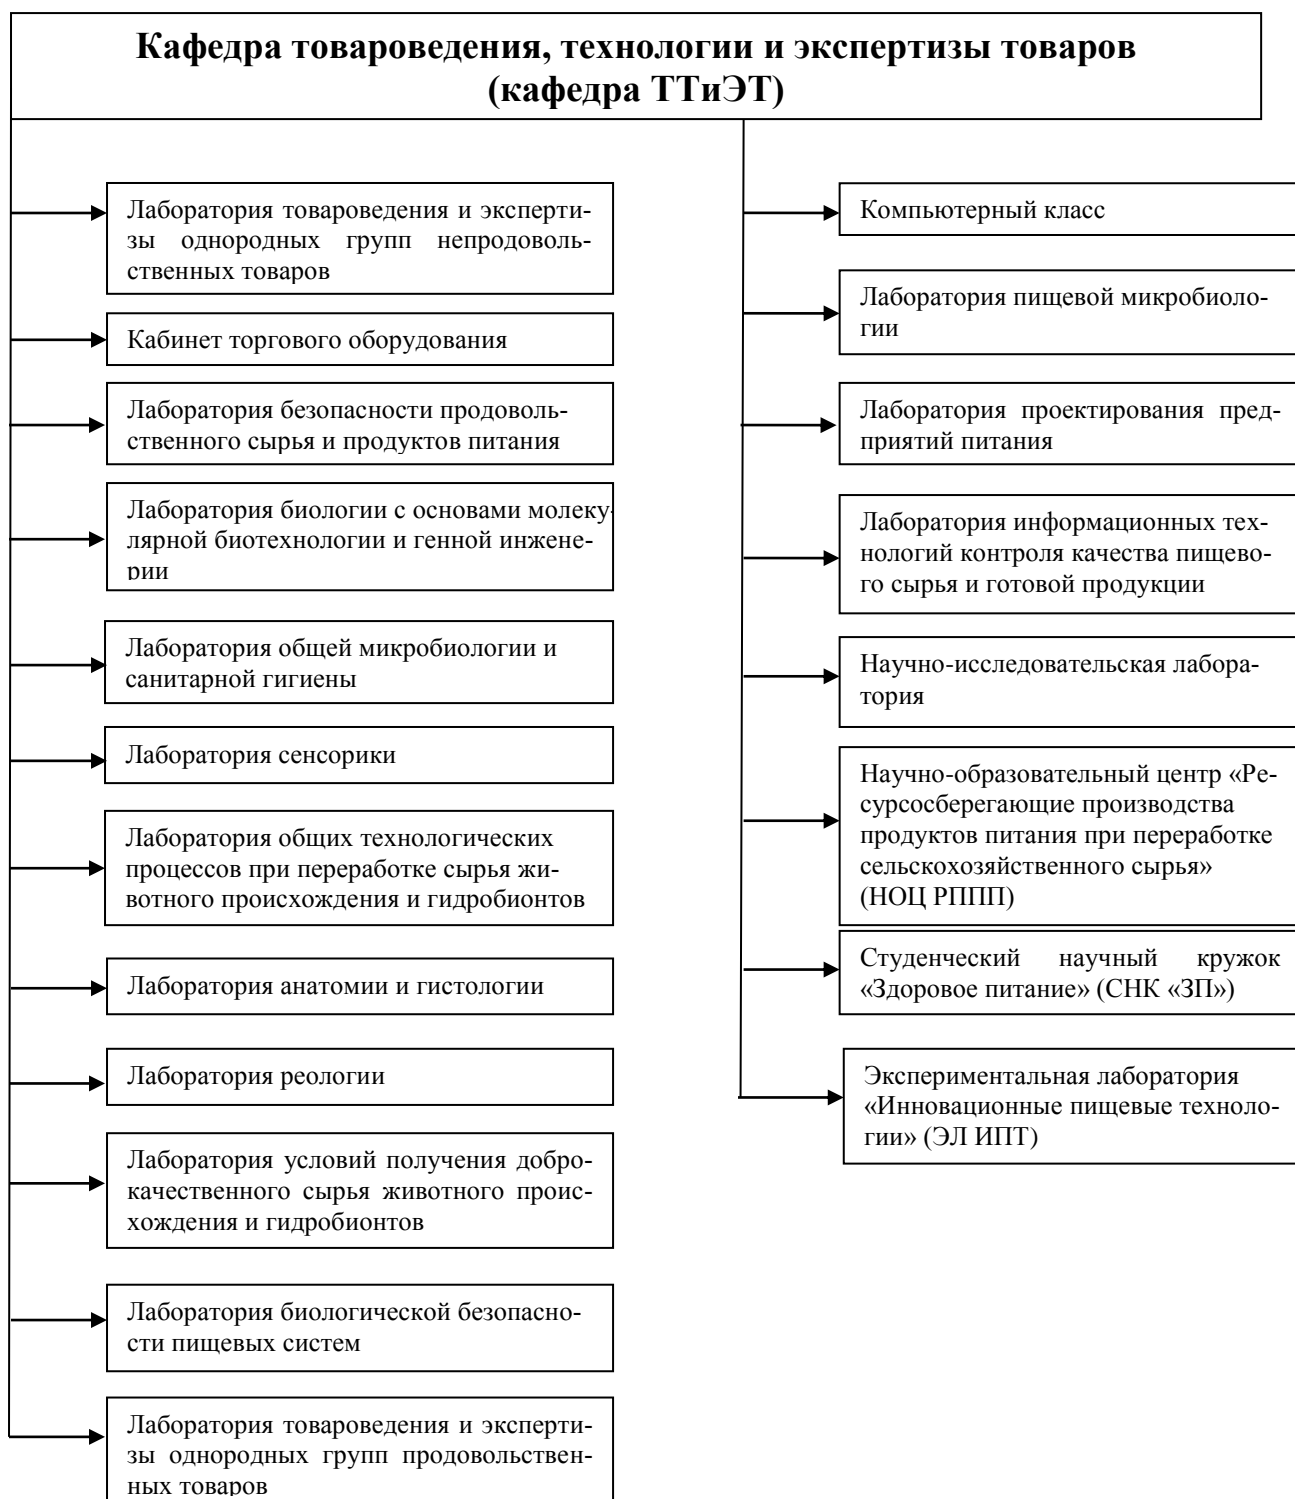 Кафедра товароведения, технологии и экспертизы товаров
(кафедра ТТиЭТ)
Лаборатория товароведения и эксперти-
зы однородных групп непродоволь-
ственных товаров
Кабинет торгового оборудования
Лаборатория безопасности продоволь-
ственного сырья и продуктов питания
Лаборатория биологии с основами молеку-
лярной биотехнологии и генной инжене-
рии
Лаборатория общей микробиологии и
санитарной гигиены
Лаборатория сенсорики
Лаборатория общих технологических
процессов при переработке сырья жи-
вотного происхождения и гидробионтов
Лаборатория анатомии и гистологии
Лаборатория реологии
Лаборатория условий получения добро-
качественного сырья животного проис-
хождения и гидробионтов
Лаборатория биологической безопасно-
сти пищевых систем
Лаборатория товароведения и эксперти-
зы однородных групп продовольствен-
ных товаров
Компьютерный класс
Лаборатория пищевой микробиоло-
гии
Лаборатория проектирования пред-
приятий питания
Лаборатория информационных тех-
нологий контроля качества пищево-
го сырья и готовой продукции
Научно-исследовательская лабора-
тория
Научно-образовательный центр «Ре-
сурсосберегающие производства
продуктов питания при переработке
сельскохозяйственного сырья»
(НОЦ РППП)
Студенческий научный кружок
«Здоровое питание» (СНК «ЗП»)
Экспериментальная лаборатория
«Инновационные пищевые техноло-
гии» (ЭЛ ИПТ)